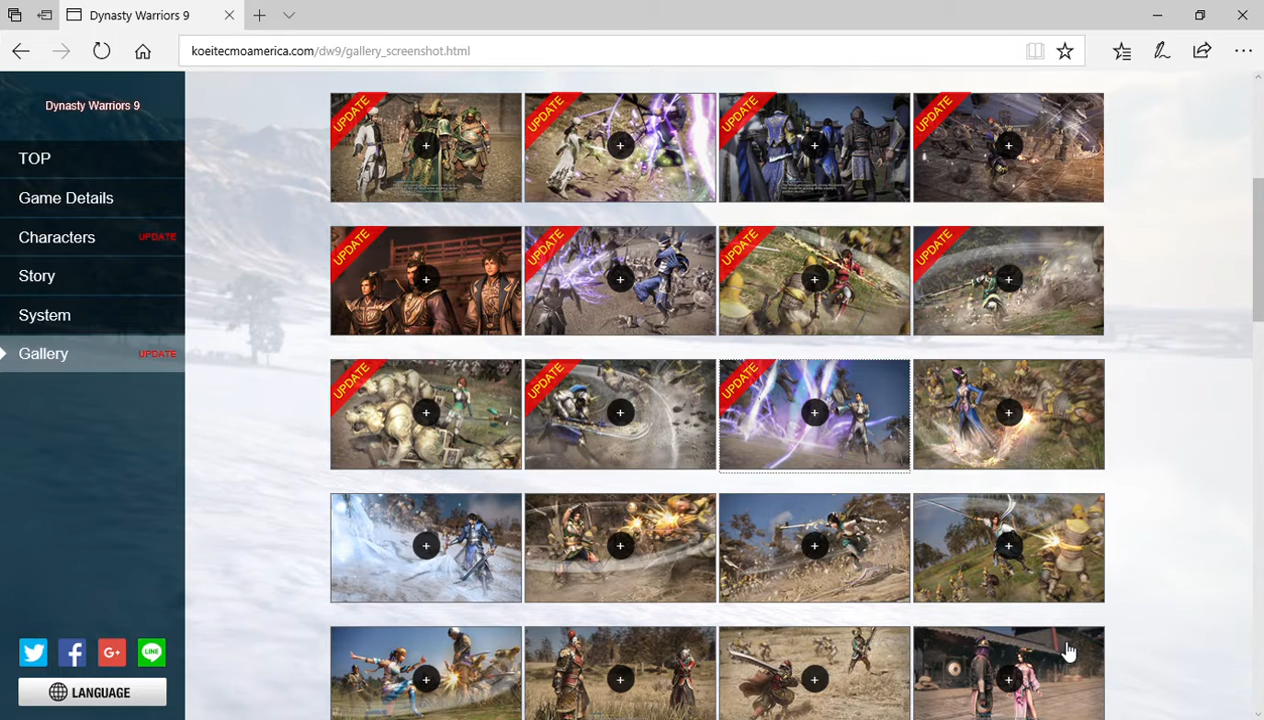 Dynasty Warriors 9
koeitecmoamerica.com/dw9/gallery_screenshot.html
Dynasty Warriors 9
TOP
Game Details
Characters UPDATE
Story
System
Gallery UPDATE
UPDATE UPDATE UPDATE UPDATE
UPDATE UPDATE UPDATE UPDATE
UPDATE UPDATE UPDATE
G+
LINE
LANGUAGE